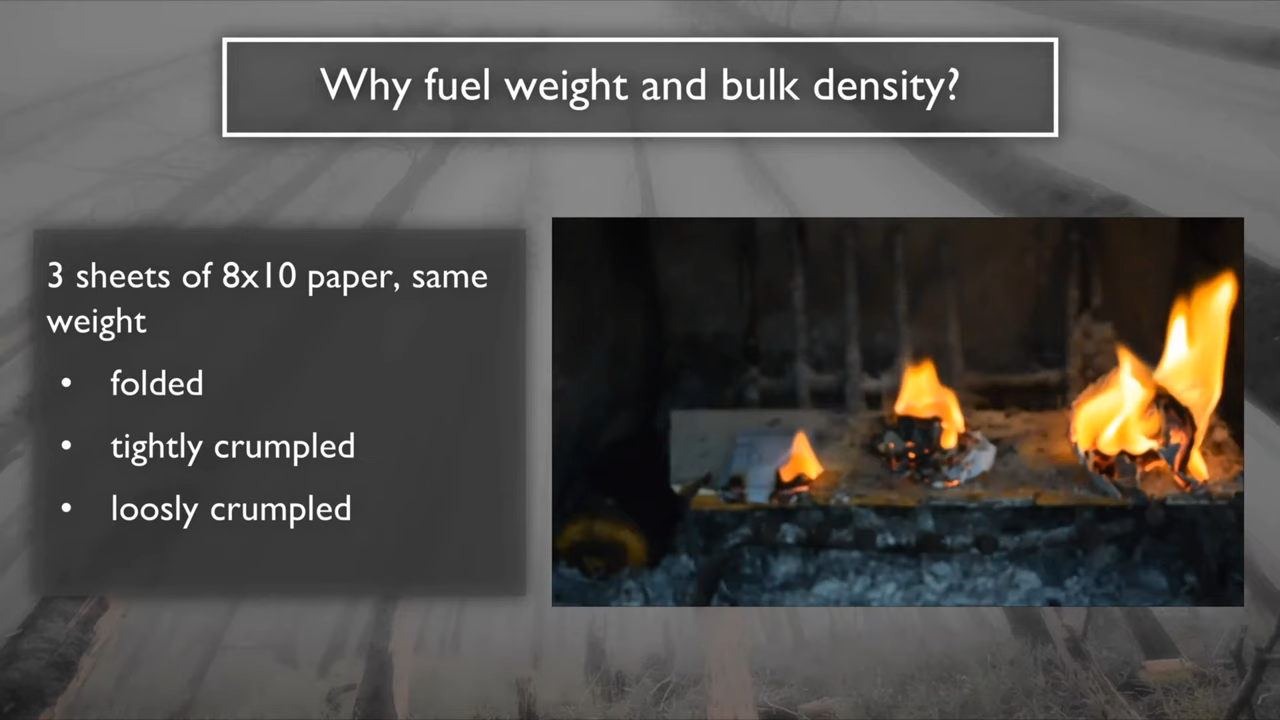 Why fuel weight and bulk density?
3 sheets of 8x10 paper, same
weight
• folded
• tightly crumpled
• loosly crumpled